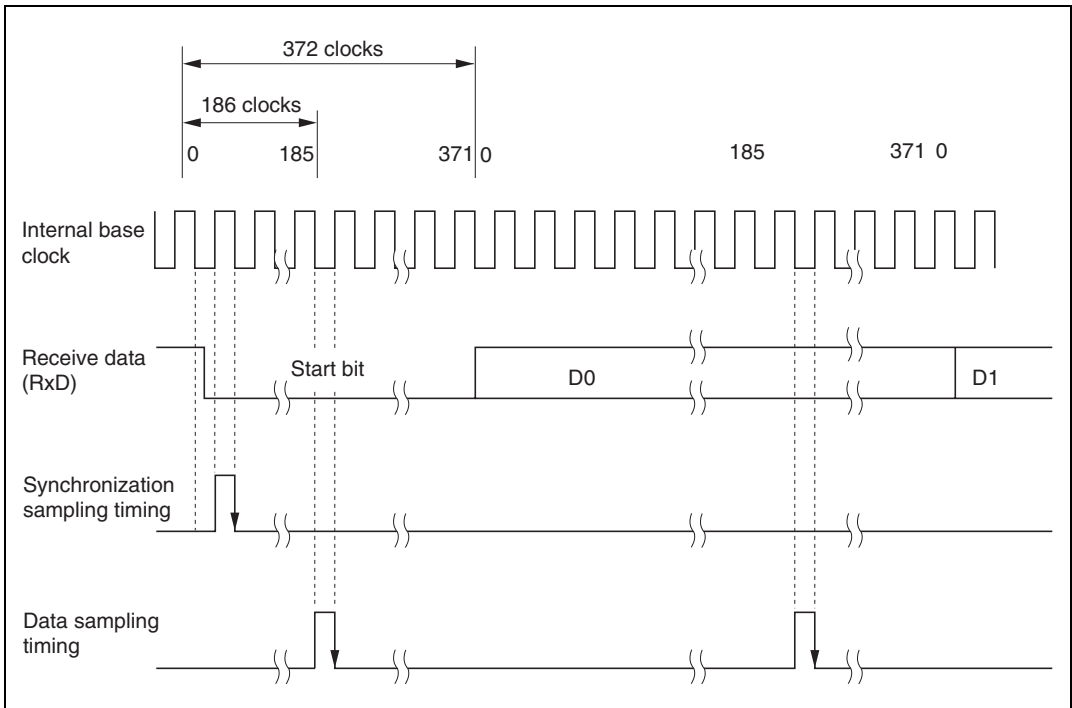 372 clocks
186 clocks
0 185 371 0 185 371 0
Internal base
clock
Receive data
(RxD)
Start bit
D0
D1
Synchronization
sampling timing
Data sampling
timing